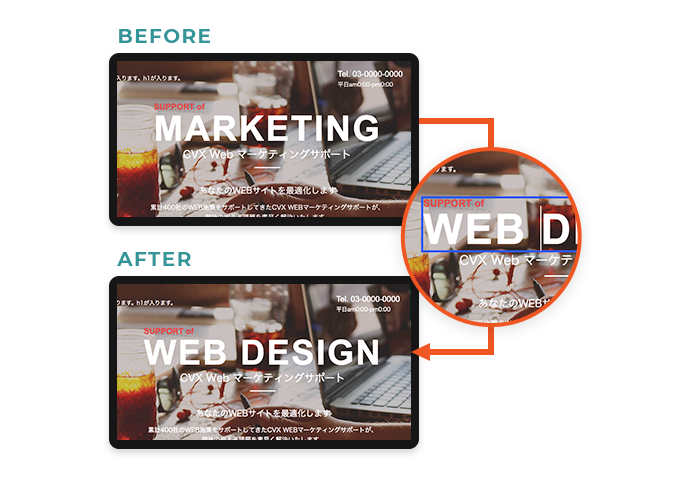 BEFORE
入ります。h1が入ります。
Tel. 03-0000-0000
平日am0:00-pm0:00
SUPPORT of
MARKETING
CVX Web マーケティングサポート
あなたのWEBサイトを最適化します
累計400社のWEB施策をサポートしてきたCVX WEBマーケティングサポートが、
ります。
SUPPORT of
WEB D
CVX Web マーケテ
あなたのWEBサ
AFTER
ります。h1が入ります。
Tel. 03-0000-0000
平日am0:00-pm0:00
SUPPORT of
WEB DESIGN
CVX Web マーケティングサポート
あなたのWEBサイトを最適化します
累計400社のWEB施策をサポートしてきたCVX WEBマーケティングサポートが、